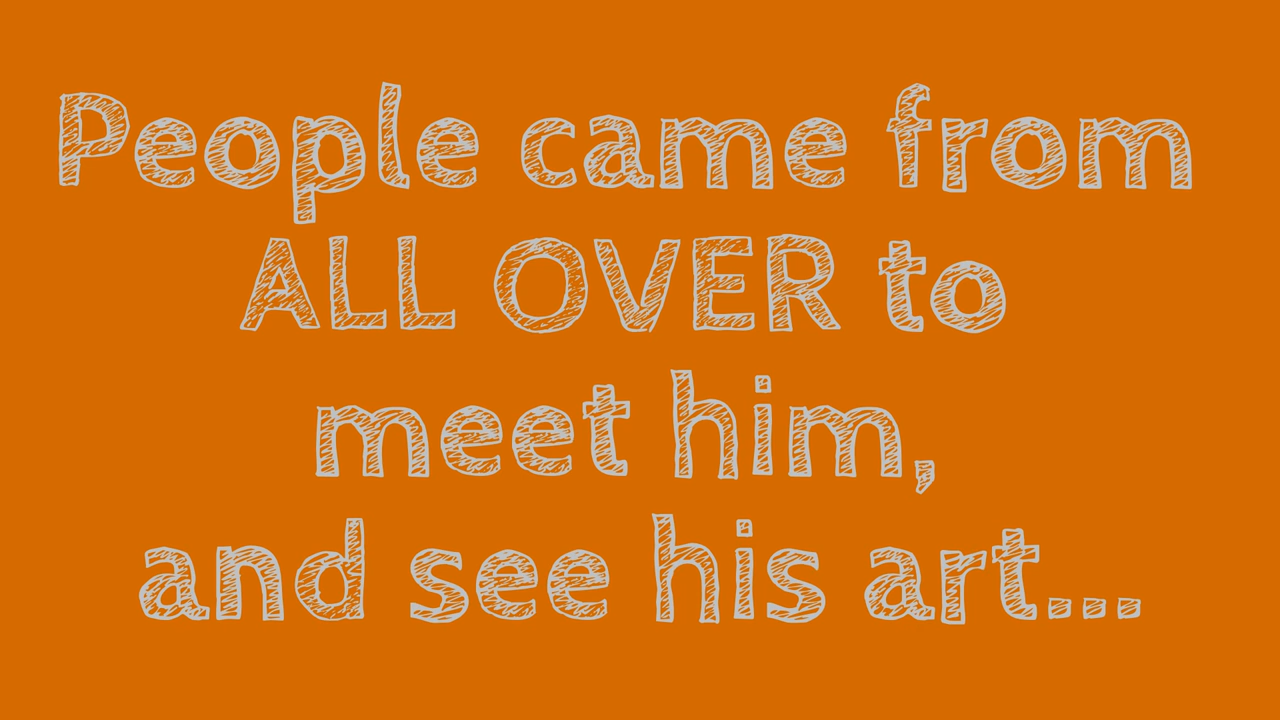 People came from
ALL OVER to
meet him,
and see his art...